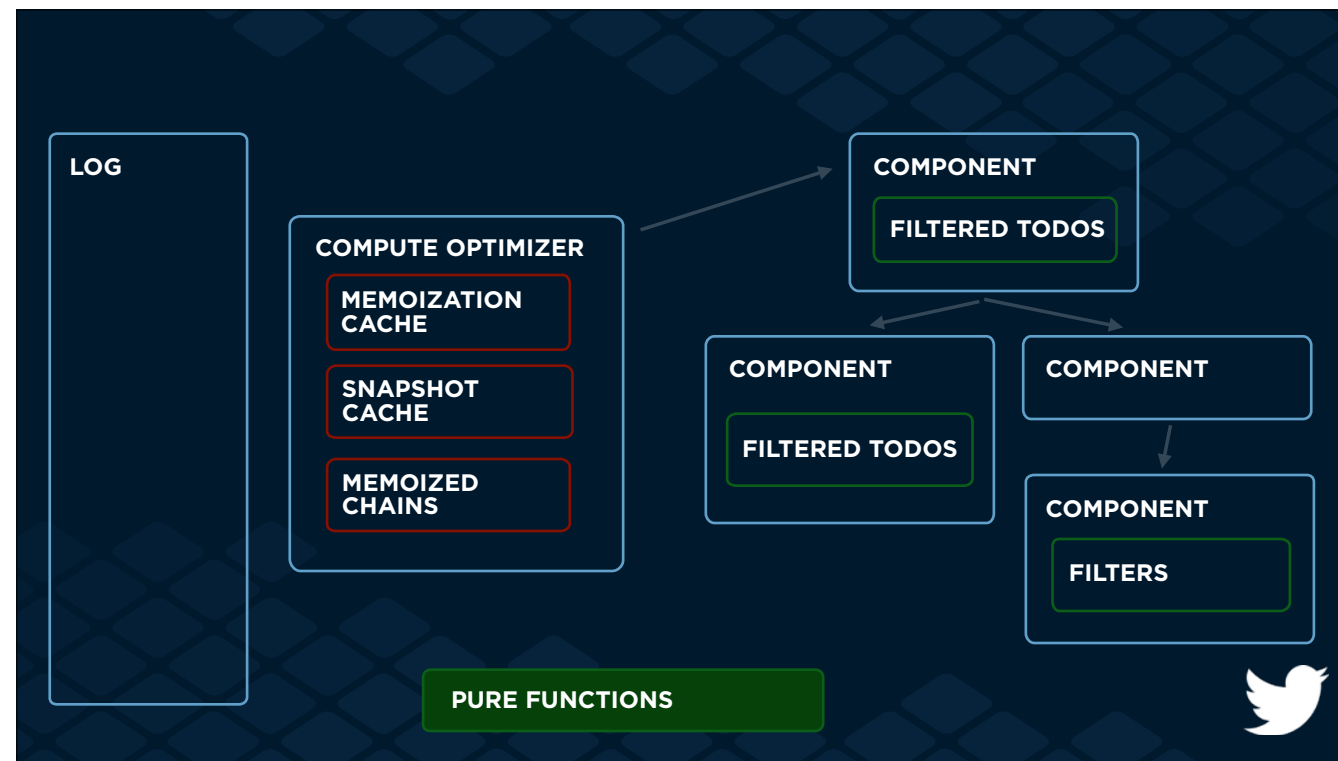 LOG
COMPUTE OPTIMIZER
MEMOIZATION
CACHE
SNAPSHOT
CACHE
MEMOIZED
CHAINS
COMPONENT
FILTERED TODOS
COMPONENT
FILTERED TODOS
COMPONENT
COMPONENT
FILTERS
PURE FUNCTIONS